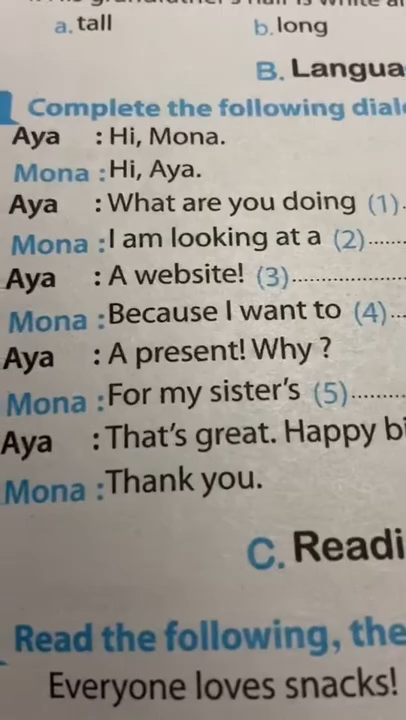 a. tall b. long
B. Langua
Complete the following dial
Aya : Hi, Mona.
Mona : Hi, Aya.
Aya : What are you doing (1).
Mona : I am looking at a (2).......
Aya : A website! (3)........................
Mona : Because I want to (4)...
Aya : A present! Why ?
Mona : For my sister's (5).........
Aya : That's great. Happy bi
Mona : Thank you.
C. Readi
Read the following, the
Everyone loves snacks!